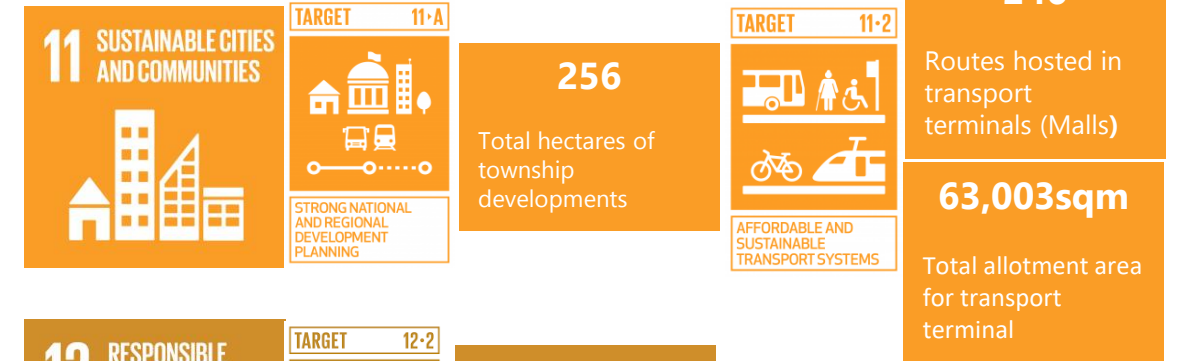 11 SUSTAINABLE CITIES
AND COMMUNITIES
TARGET 11·A
STRONG NATIONAL
AND REGIONAL
DEVELOPMENT
PLANNING
256
Total hectares of
township
developments
TARGET 11·2
AFFORDABLE AND
SUSTAINABLE
TRANSPORT SYSTEMS
Routes hosted in
transport
terminals (Malls)
63,003sqm
Total allotment area
for transport
terminal
RESPONSIBLE
TARGET 12·2